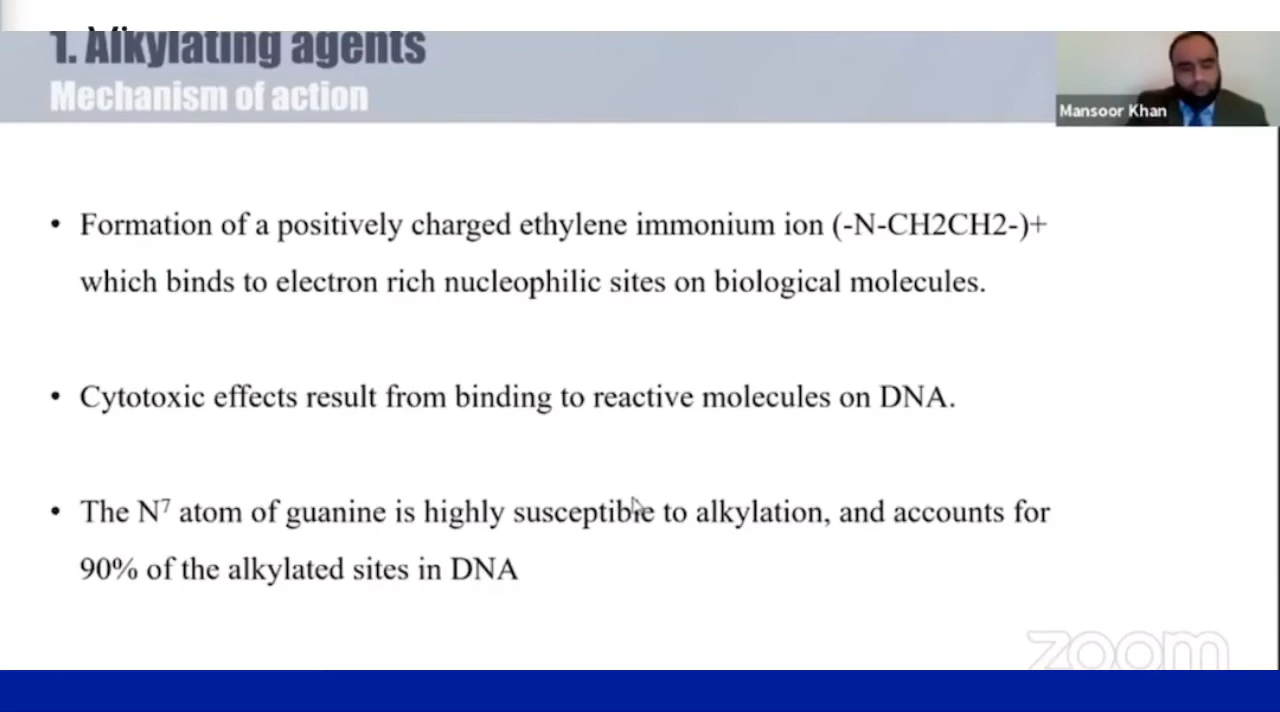 1. Alkylating agents
Mechanism of action
Mansoor Khan
• Formation of a positively charged ethylene immonium ion (-N-CH2CH2-)+
which binds to electron rich nucleophilic sites on biological molecules.
• Cytotoxic effects result from binding to reactive molecules on DNA.
• The N⁷ atom of guanine is highly susceptible to alkylation, and accounts for
90% of the alkylated sites in DNA
zoom